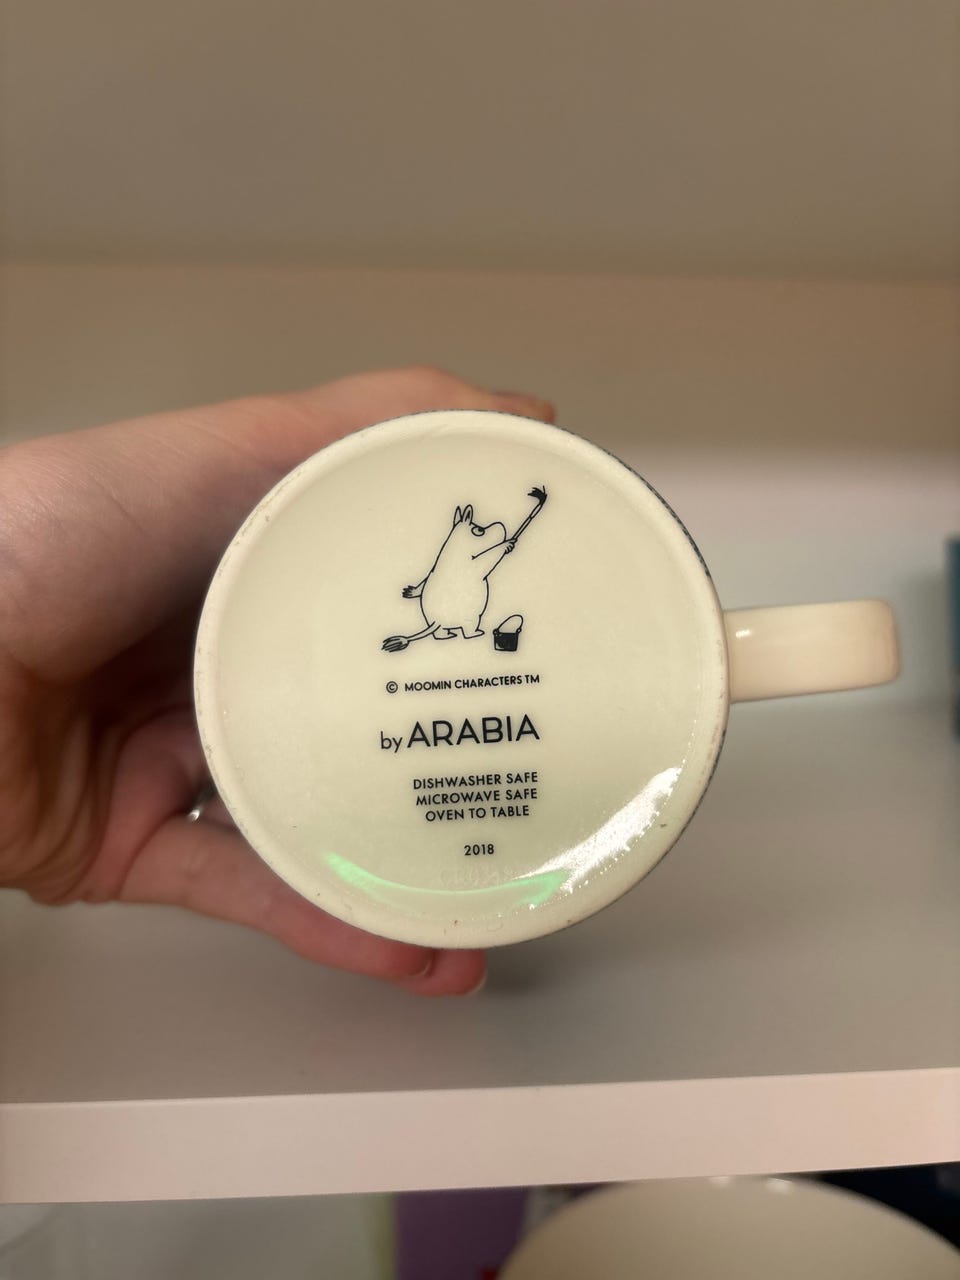 © MOOMIN CHARACTERS TM
by ARABIA
DISHWASHER SAFE
MICROWAVE SAFE
OVEN TO TABLE
2018